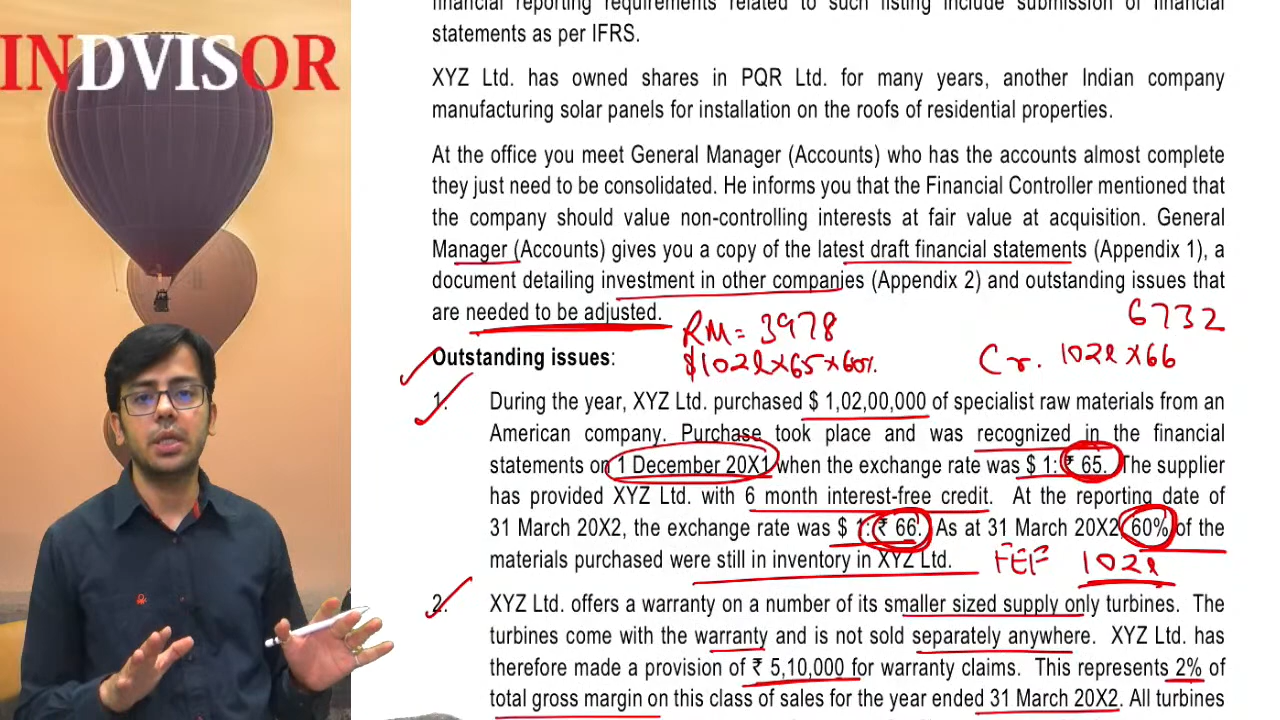 financial reporting requirements related to such listing include submission of financial
statements as per IFRS.
INDVISOR
XYZ Ltd. has owned shares in PQR Ltd. for many years, another Indian company
manufacturing solar panels for installation on the roofs of residential properties.
At the office you meet General Manager (Accounts) who has the accounts almost complete
they just need to be consolidated. He informs you that the Financial Controller mentioned that
the company should value non-controlling interests at fair value at acquisition. General
Manager (Accounts) gives you a copy of the latest draft financial statements (Appendix 1), a
document detailing investment in other companies (Appendix 2) and outstanding issues that
are needed to be adjusted.
RM = 3978
6732
Outstanding issues:
$102l×65×60%.
Cr. 102l×66
1. During the year, XYZ Ltd. purchased $ 1,02,00,000 of specialist raw materials from an
American company. Purchase took place and was recognized in the financial
statements on 1 December 20X1 when the exchange rate was $ 1: ₹ 65. The supplier
has provided XYZ Ltd. with 6 month interest-free credit. At the reporting date of
31 March 20X2, the exchange rate was $ 1: ₹ 66. As at 31 March 20X2, 60% of the
materials purchased were still in inventory in XYZ Ltd.
FEF 102l
2. XYZ Ltd. offers a warranty on a number of its smaller sized supply only turbines. The
turbines come with the warranty and is not sold separately anywhere. XYZ Ltd. has
therefore made a provision of ₹ 5,10,000 for warranty claims. This represents 2% of
total gross margin on this class of sales for the year ended 31 March 20X2. All turbines